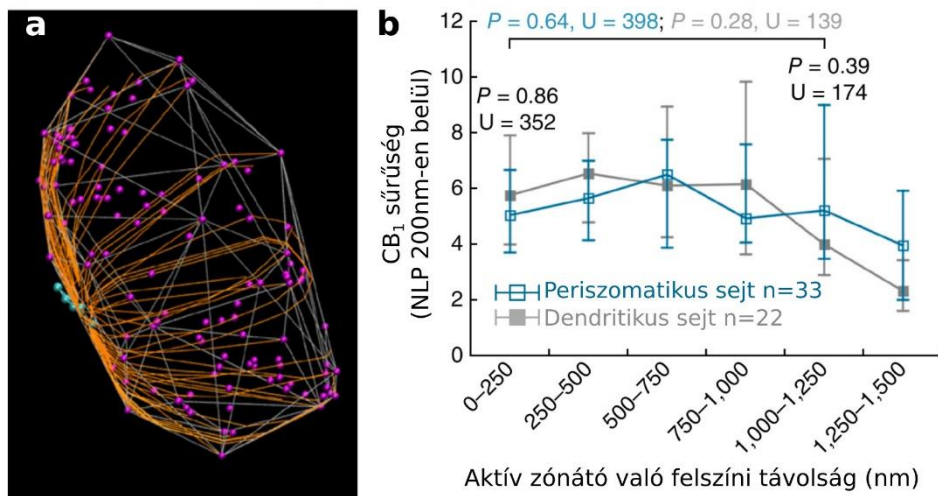 a
b
P = 0.64, U = 398; P = 0.28, U = 139
P = 0.86
U = 352
P = 0.39
U = 174
CB1 sűrűség
(NLP 200nm-en belül)
12
10
8
6
4
2
0
Periszomatikus sejt n=33
Dendritikus sejt n=22
0–250
250–500
500–750
750–1,000
1,000–1,250
1,250–1,500
Aktív zónátó való felszíni távolság (nm)